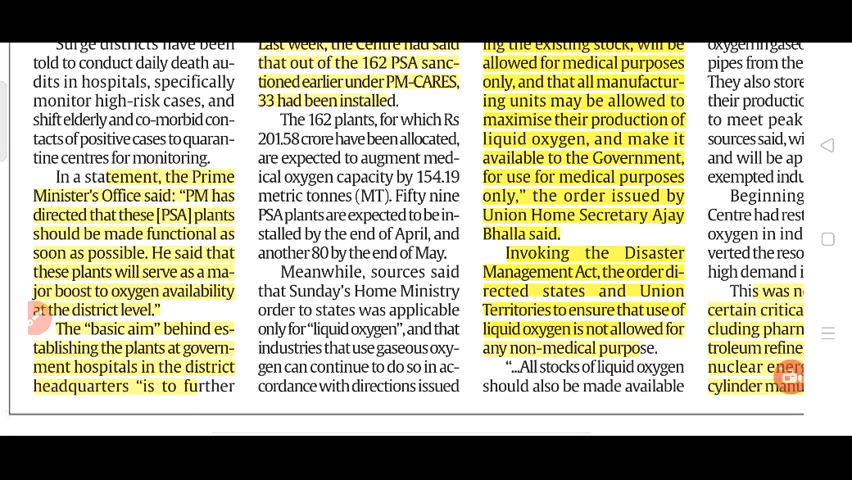 Surge districts have been
told to conduct daily death au-
dits in hospitals, specifically
monitor high-risk cases, and
shift elderly and co-morbid con-
tacts of positive cases to quaran-
tine centres for monitoring.
In a statement, the Prime
Minister's Office said: "PM has
directed that these [PSA] plants
should be made functional as
soon as possible. He said that
these plants will serve as a ma-
jor boost to oxygen availability
at the district level."
The "basic aim" behind es-
tablishing the plants at govern-
ment hospitals in the district
headquarters "is to further
Last week, the Centre had said
that out of the 162 PSA sanc-
tioned earlier under PM-CARES,
33 had been installed.
The 162 plants, for which Rs
201.58 crore have been allocated,
are expected to augment med-
ical oxygen capacity by 154.19
metric tonnes (MT). Fifty nine
PSA plants are expected to be in-
stalled by the end of April, and
another 80 by the end of May.
Meanwhile, sources said
that Sunday's Home Ministry
order to states was applicable
only for "liquid oxygen", and that
industries that use gaseous oxy-
gen can continue to do so in ac-
cordance with directions issued
ing the existing stock, will be
allowed for medical purposes
only, and that all manufactur-
ing units may be allowed to
maximise their production of
liquid oxygen, and make it
available to the Government,
for use for medical purposes
only," the order issued by
Union Home Secretary Ajay
Bhalla said.
Invoking the Disaster
Management Act, the order di-
rected states and Union
Territories to ensure that use of
liquid oxygen is not allowed for
any non-medical purpose.
"...All stocks of liquid oxygen
should also be made available
oxygen in gaseo
pipes from the
They also store
their productio
to meet peak
sources said, wi
and will be ap
exempted indu
Beginning
Centre had rest
oxygen in ind
verted the reso
high demand i
This was n
certain critica
cluding pharm
troleum refine
nuclear energ
cylinder manu